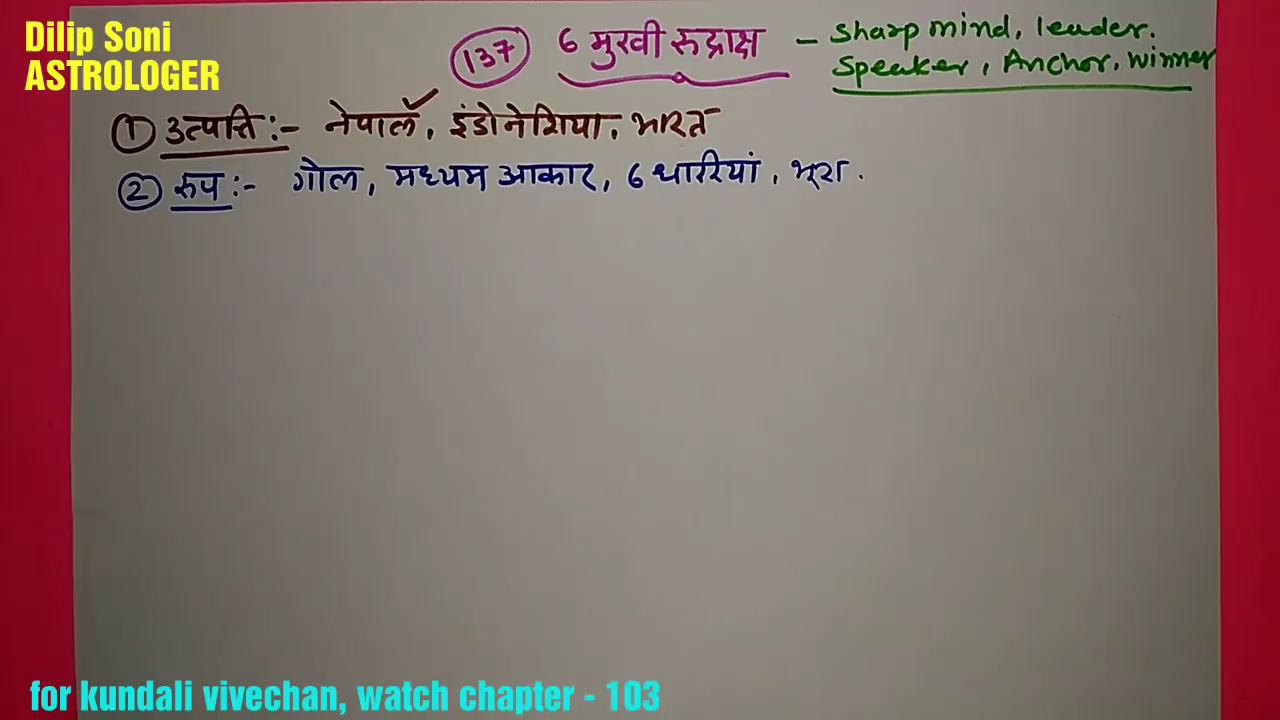 Dilip Soni
ASTROLOGER
137 6 मुखी रुद्राक्ष - Sharp mind, leader.
Speaker, Anchor, winner
① उत्पत्ति :- नेपाल, इंडोनेशिया, भारत
② रुप :- गोल, मध्यम आकार, 6 धारियां, भूरा.
for kundali vivechan, watch chapter - 103